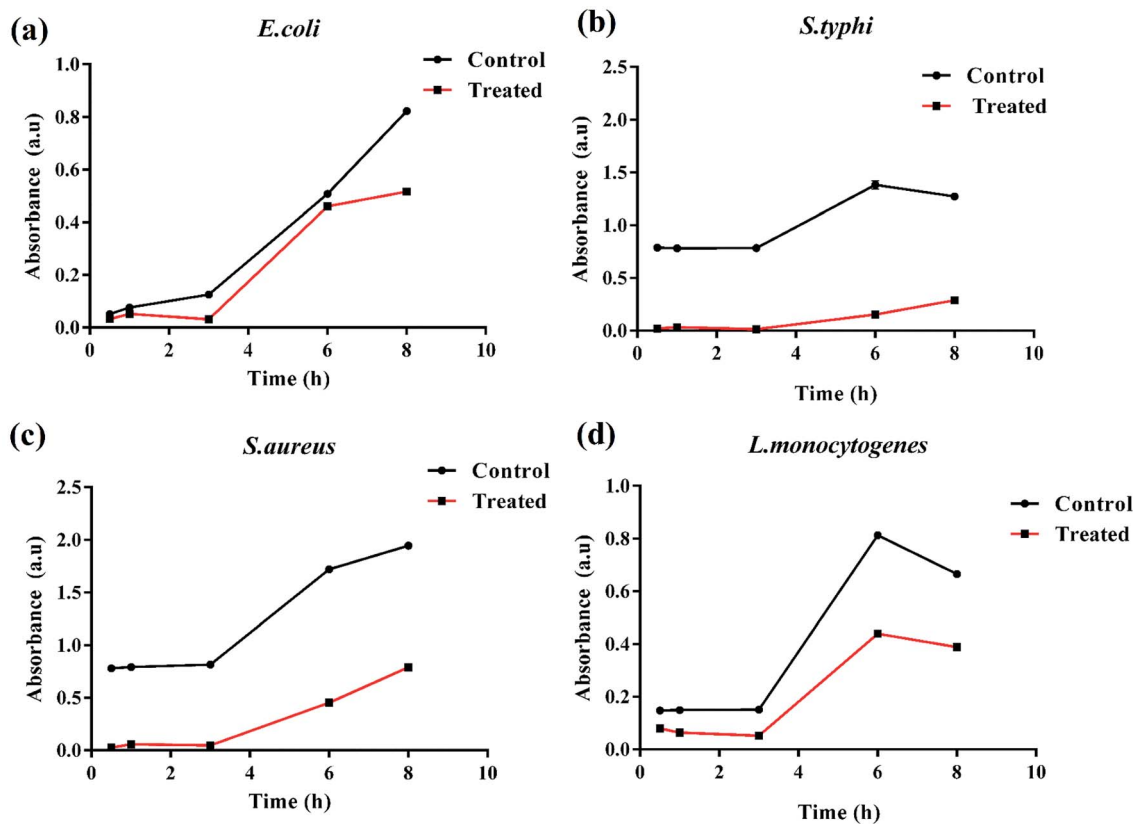 (a)
E.coli
Control
Treated
1.0
0.8
0.6
0.4
0.2
0.0
Absorbance (a.u)
0 2 4 6 8 10
Time (h)
(b)
S.typhi
Control
Treated
2.5
2.0
1.5
1.0
0.5
0.0
Absorbance (a.u)
0 2 4 6 8 10
Time (h)
(c)
S.aureus
Control
Treated
2.5
2.0
1.5
1.0
0.5
0.0
Absorbance (a.u)
0 2 4 6 8 10
Time (h)
(d)
L.monocytogenes
Control
Treated
1.0
0.8
0.6
0.4
0.2
0.0
Absorbance (a.u)
0 2 4 6 8 10
Time (h)